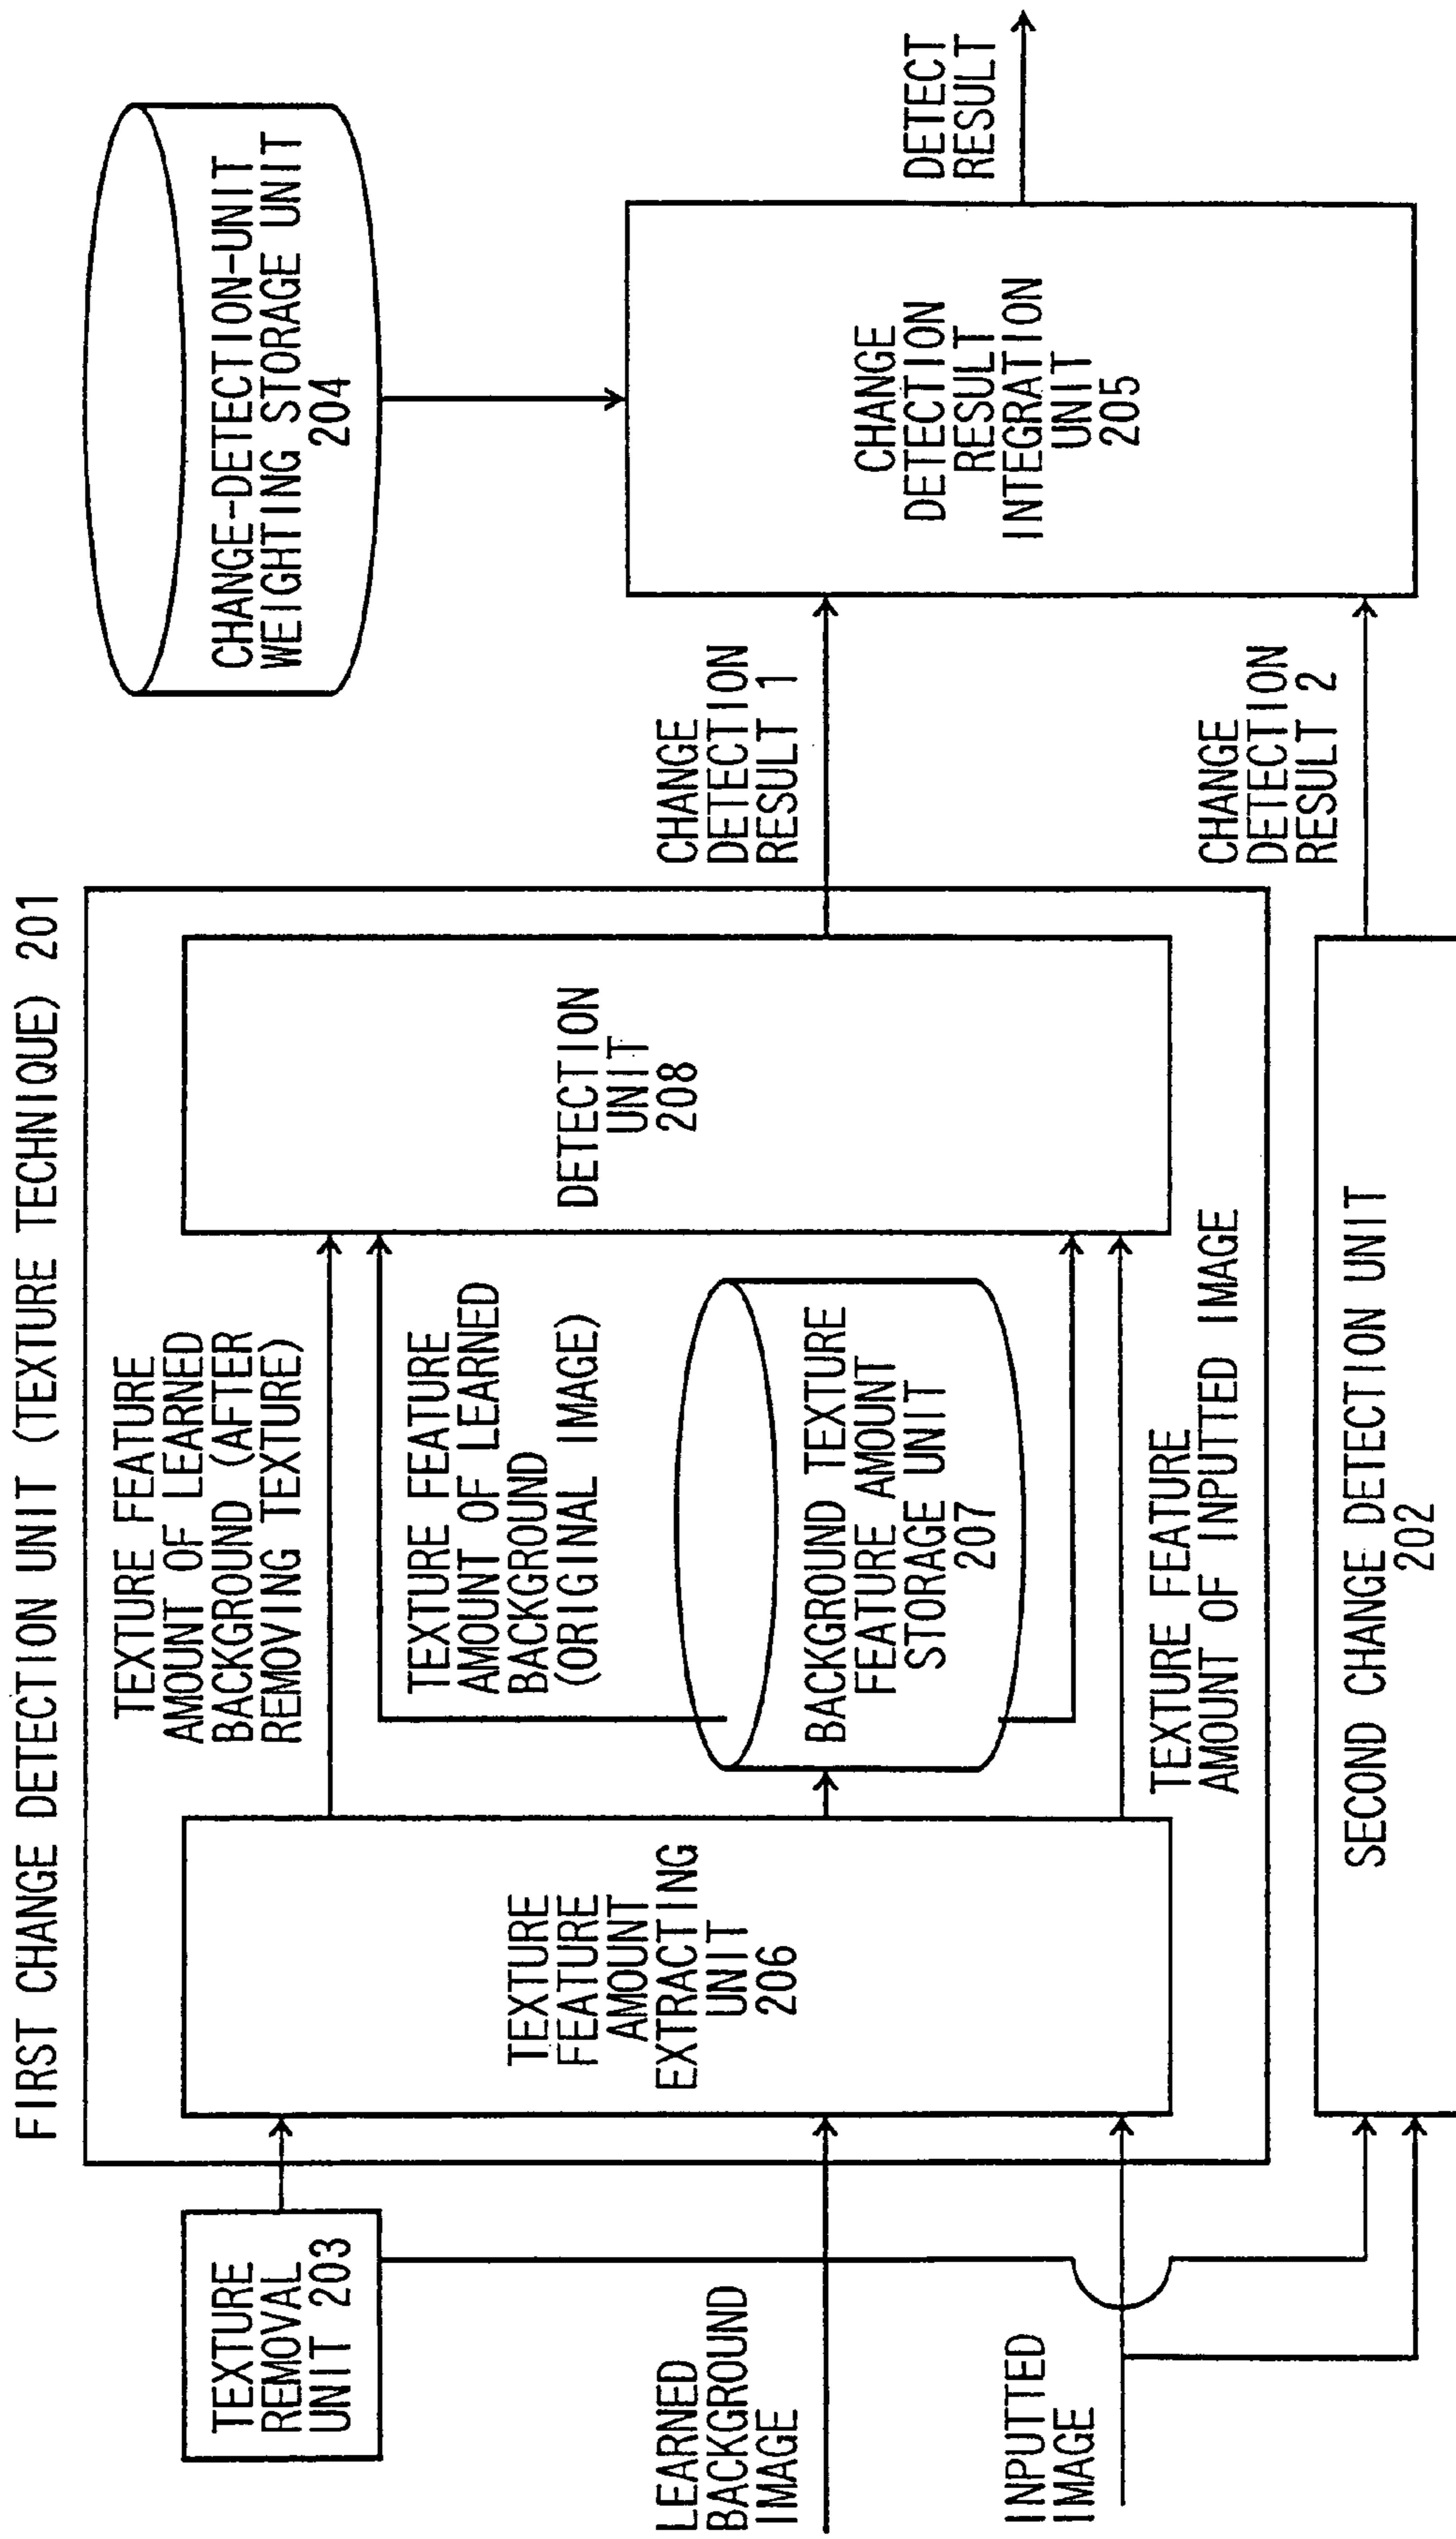 FIRST CHANGE DETECTION UNIT (TEXTURE TECHNIQUE) 201
TEXTURE
REMOVAL
UNIT 203
LEARNED
BACKGROUND
IMAGE
INPUTTED
IMAGE
TEXTURE
FEATURE
AMOUNT
EXTRACTING
UNIT
206
TEXTURE FEATURE
AMOUNT OF LEARNED
BACKGROUND (AFTER
REMOVING TEXTURE)
TEXTURE FEATURE
AMOUNT OF LEARNED
BACKGROUND
(ORIGINAL IMAGE)
BACKGROUND TEXTURE
FEATURE AMOUNT
STORAGE UNIT
207
TEXTURE FEATURE
AMOUNT OF INPUTTED IMAGE
DETECTION
UNIT
208
SECOND CHANGE DETECTION UNIT
202
CHANGE
DETECTION
RESULT 1
CHANGE
DETECTION
RESULT 2
CHANGE-DETECTION-UNIT
WEIGHTING STORAGE UNIT
204
CHANGE
DETECTION
RESULT
INTEGRATION
UNIT
205
DETECT
RESULT